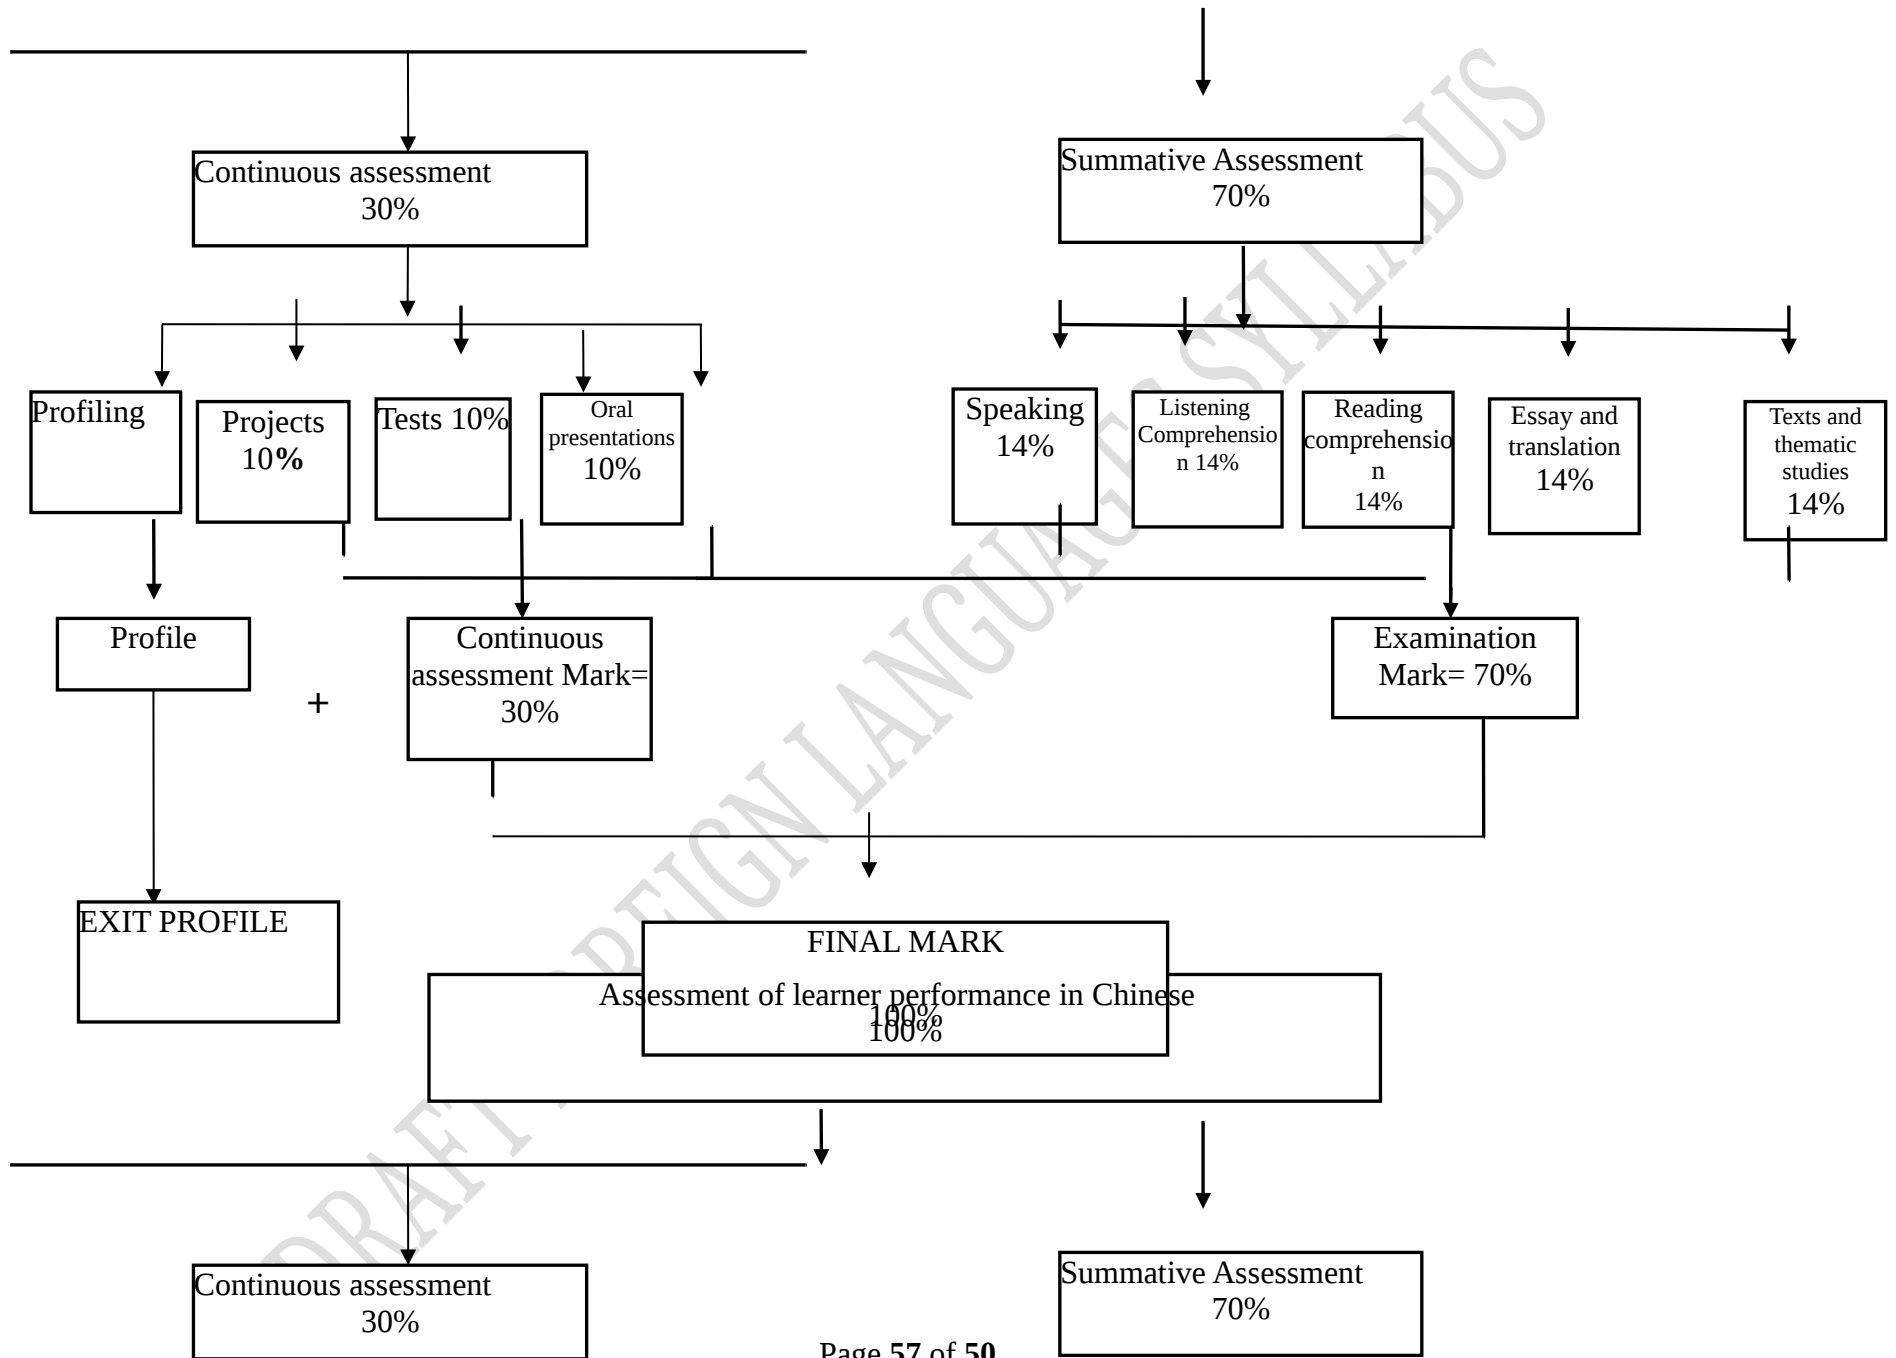 Continuous assessment
30%
Summative Assessment
70%
Profiling
Projects
10%
Tests 10%
Oral
presentations
10%
Speaking
14%
Listening
Comprehensio
n 14%
Reading
comprehensio
n
14%
Essay and
translation
14%
Texts and
thematic
studies
14%
Profile
+
Continuous
assessment Mark=
30%
Examination
Mark= 70%
EXIT PROFILE
FINAL MARK
Assessment of learner performance in Chinese
100%
100%
Continuous assessment
30%
Summative Assessment
70%
Page 57 of 50
DRAFT FOREIGN LANGUAGE SYLLABUS